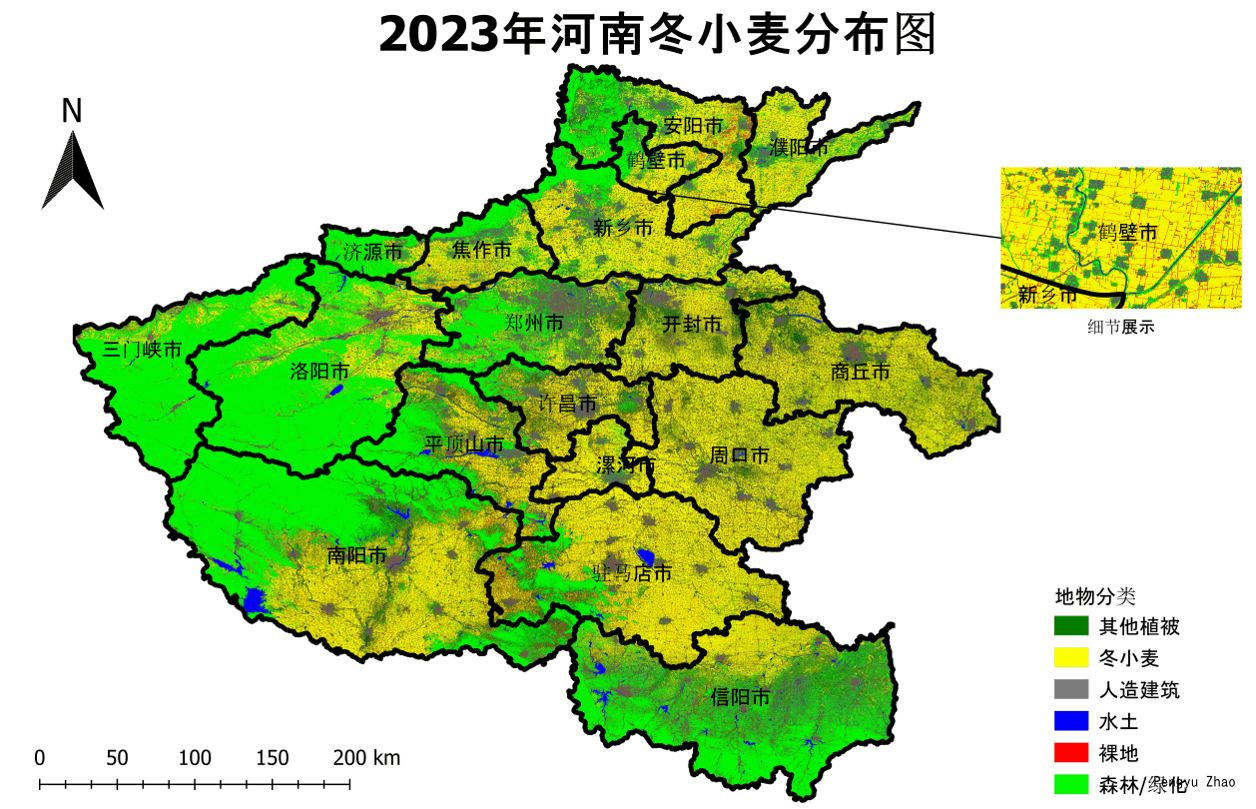 2023年河南冬小麦分布图
N
安阳市
濮阳市
鹤壁市
新乡市
济源市
焦作市
鹤壁市
新乡市
细节展示
三门峡市
洛阳市
郑州市
开封市
商丘市
许昌市
平顶山市
漯河市
周口市
南阳市
驻马店市
信阳市
地物分类
其他植被
冬小麦
人造建筑
水土
裸地
森林/绿化
Pengyu Zhao
0 50 100 150 200 km